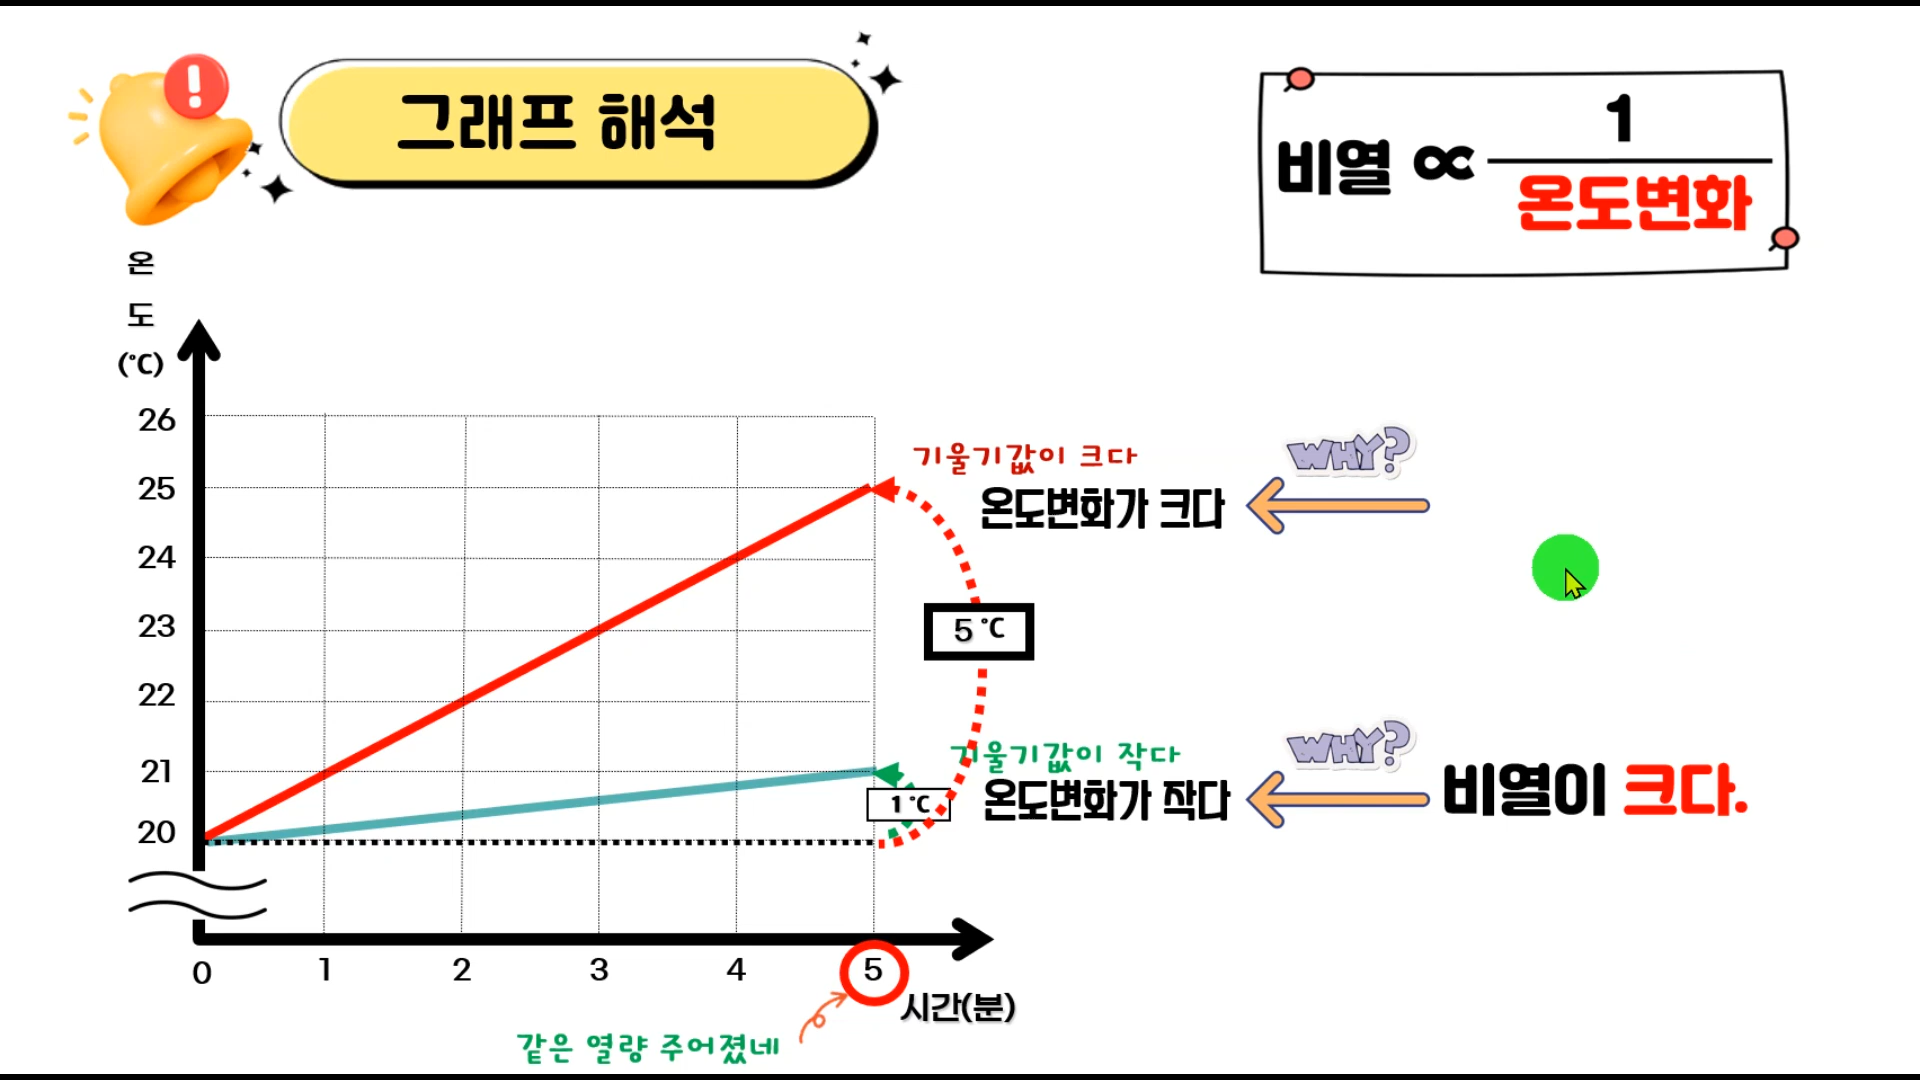 그래프 해석
비열 ∝ 1
온도변화
온
도
(℃)
26
25
24
23
22
21
20
기울기값이 크다
온도변화가 크다
WHY?
5 ℃
기울기값이 작다
1 ℃
온도변화가 작다
WHY?
비열이 크다.
0 1 2 3 4 5
시간(분)
같은 열량 주어졌네